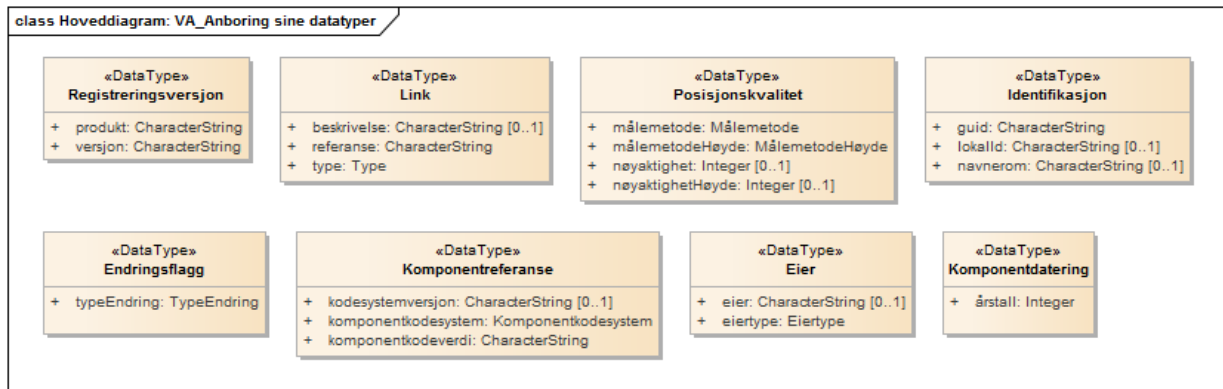 class Hoveddiagram: VA_Anboring sine datatyper
«DataType»
Registreringsversjon
+ produkt: CharacterString
+ versjon: CharacterString
«DataType»
Link
+ beskrivelse: CharacterString [0..1]
+ referanse: CharacterString
+ type: Type
«DataType»
Posisjonskvalitet
+ målemetode: Målemetode
+ målemetodeHøyde: MålemetodeHøyde
+ nøyaktighet: Integer [0..1]
+ nøyaktighetHøyde: Integer [0..1]
«DataType»
Identifikasjon
+ guid: CharacterString
+ lokalId: CharacterString [0..1]
+ navnerom: CharacterString [0..1]
«DataType»
Endringsflagg
+ typeEndring: TypeEndring
«DataType»
Komponentreferanse
+ kodesystemversjon: CharacterString [0..1]
+ komponentkodesystem: Komponentkodesystem
+ komponentkodeverdi: CharacterString
«DataType»
Eier
+ eier: CharacterString [0..1]
+ eiertype: Eiertype
«DataType»
Komponentdatering
+ årstall: Integer